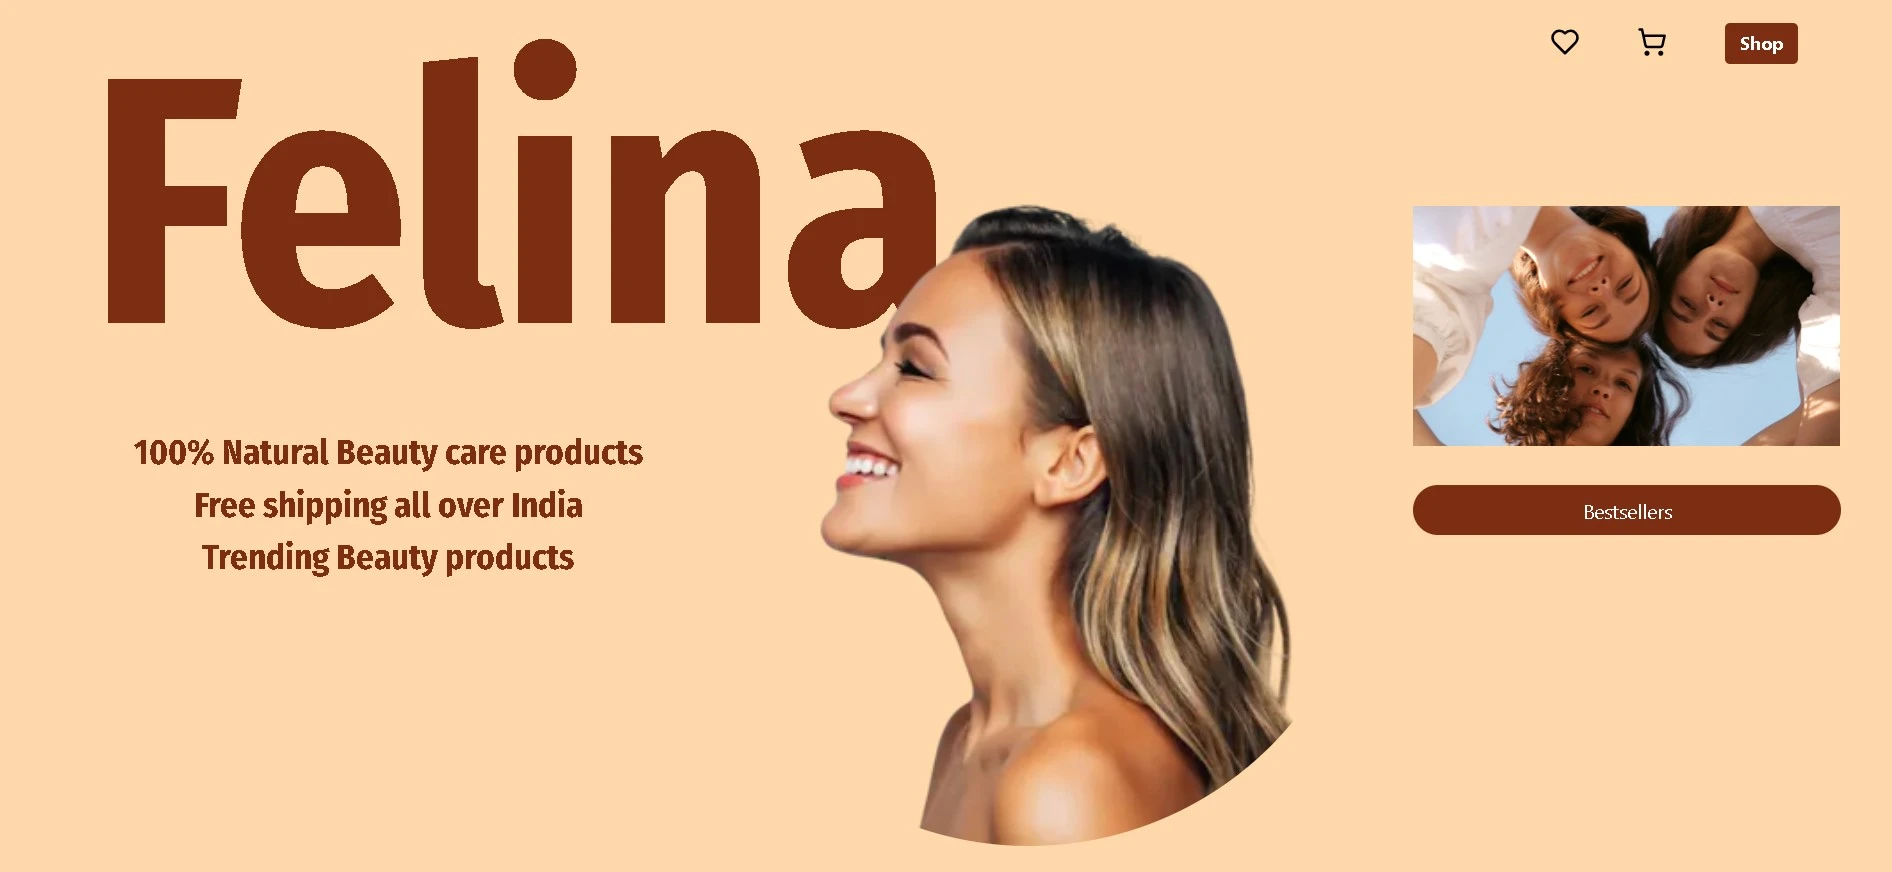 Felina
Shop
100% Natural Beauty care products
Free shipping all over India
Trending Beauty products
Bestsellers